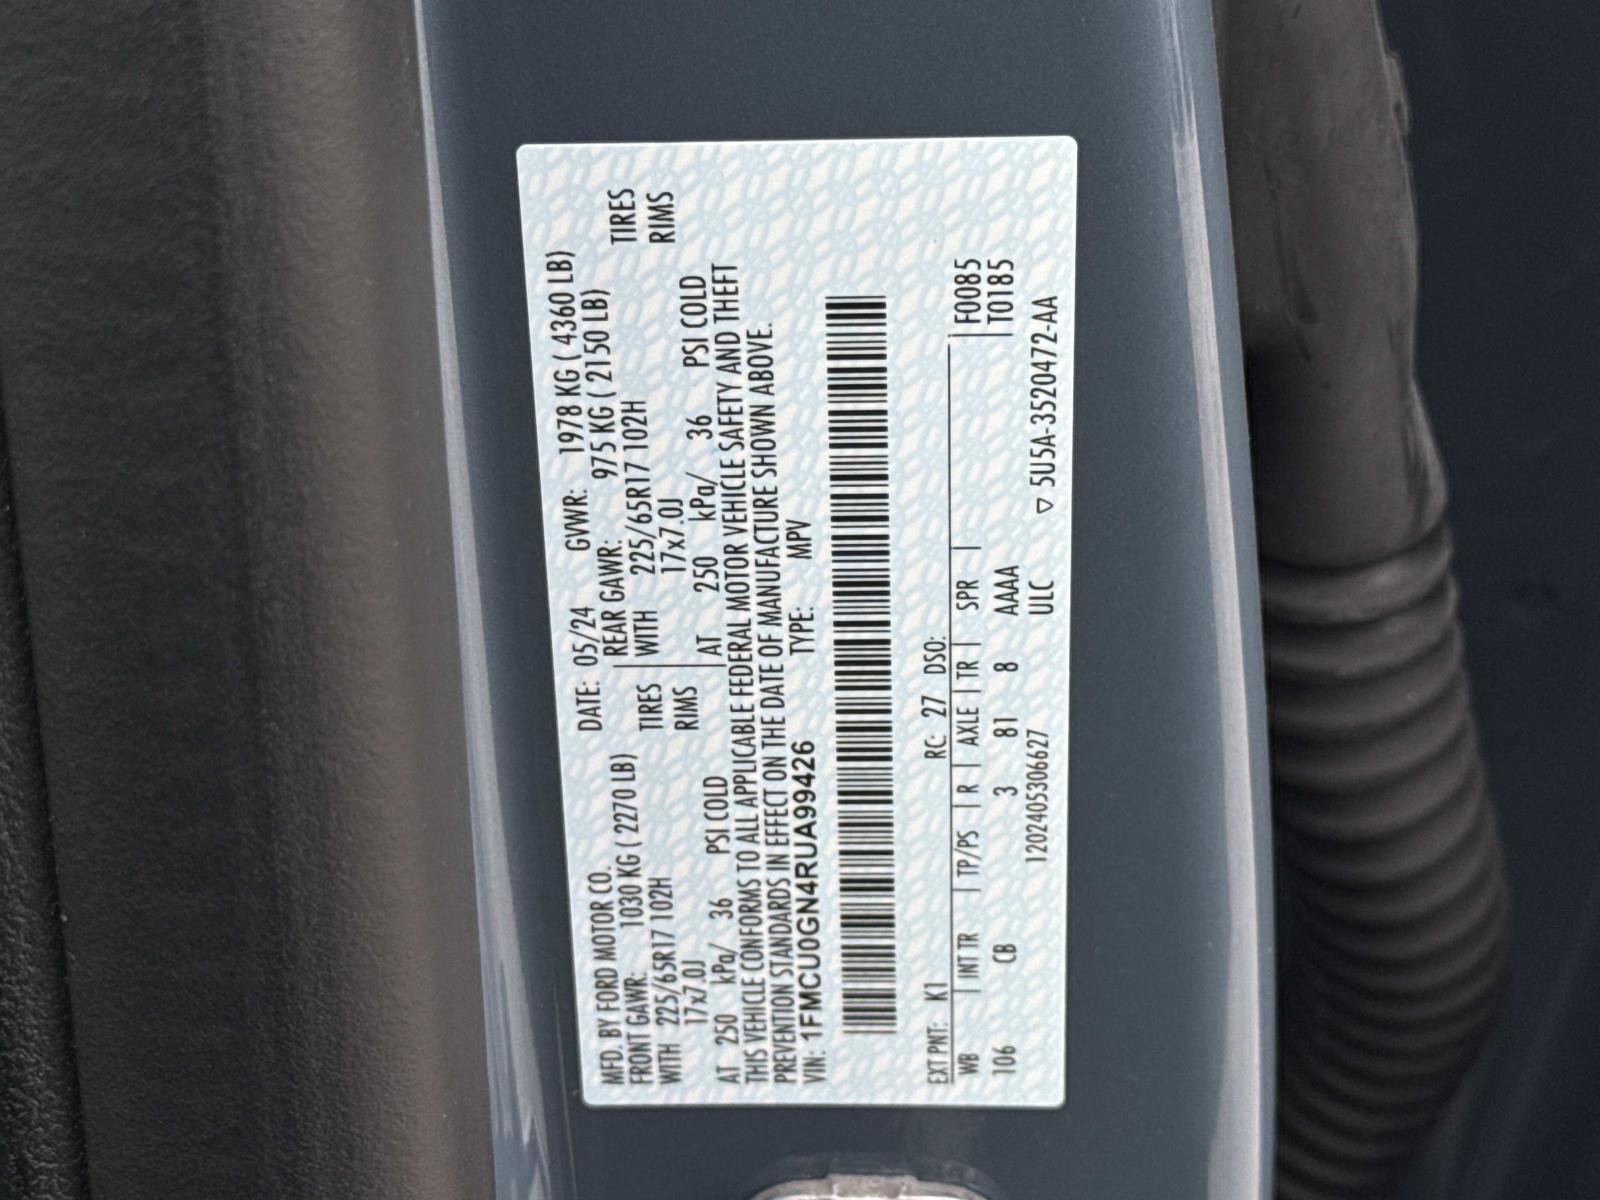 MFD. BY FORD MOTOR CO. DATE: 05/24 GVWR: 1978 KG ( 4360 LB)
FRONT GAWR: 1030 KG ( 2270 LB) REAR GAWR: 975 KG ( 2150 LB)
WITH 225/65R17 102H TIRES WITH 225/65R17 102H TIRES
17x7.0J RIMS 17x7.0J RIMS
AT 250 kPa/ 36 PSI COLD AT 250 kPa/ 36 PSI COLD
THIS VEHICLE CONFORMS TO ALL APPLICABLE FEDERAL MOTOR VEHICLE SAFETY AND THEFT
PREVENTION STANDARDS IN EFFECT ON THE DATE OF MANUFACTURE SHOWN ABOVE.
VIN: 1FMCU0GN4RUA99426 TYPE: MPV
EXT PNT: K1 RC: 27 DSO:
WB | INT TR | TP/PS | R | AXLE | TR | SPR | | F0085
106 CB 3 81 8 AAAA | T0185
1202405306627 ULC ▽ 5U5A-3520472-AA